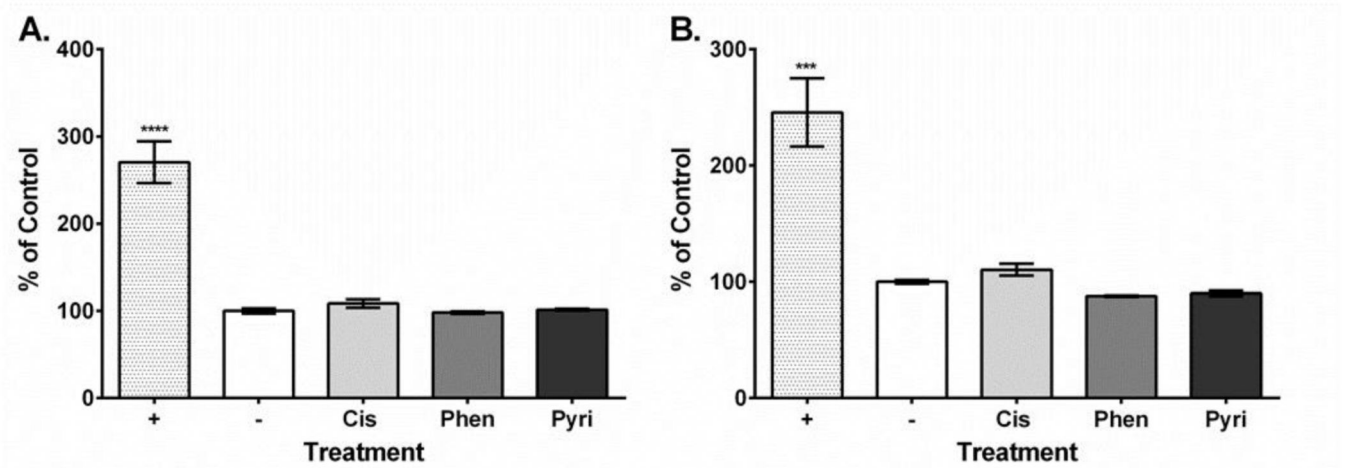 A.
% of Control
400
300
200
100
0
****
+ - Cis Phen Pyri
Treatment
B.
% of Control
300
200
100
0
***
+ - Cis Phen Pyri
Treatment